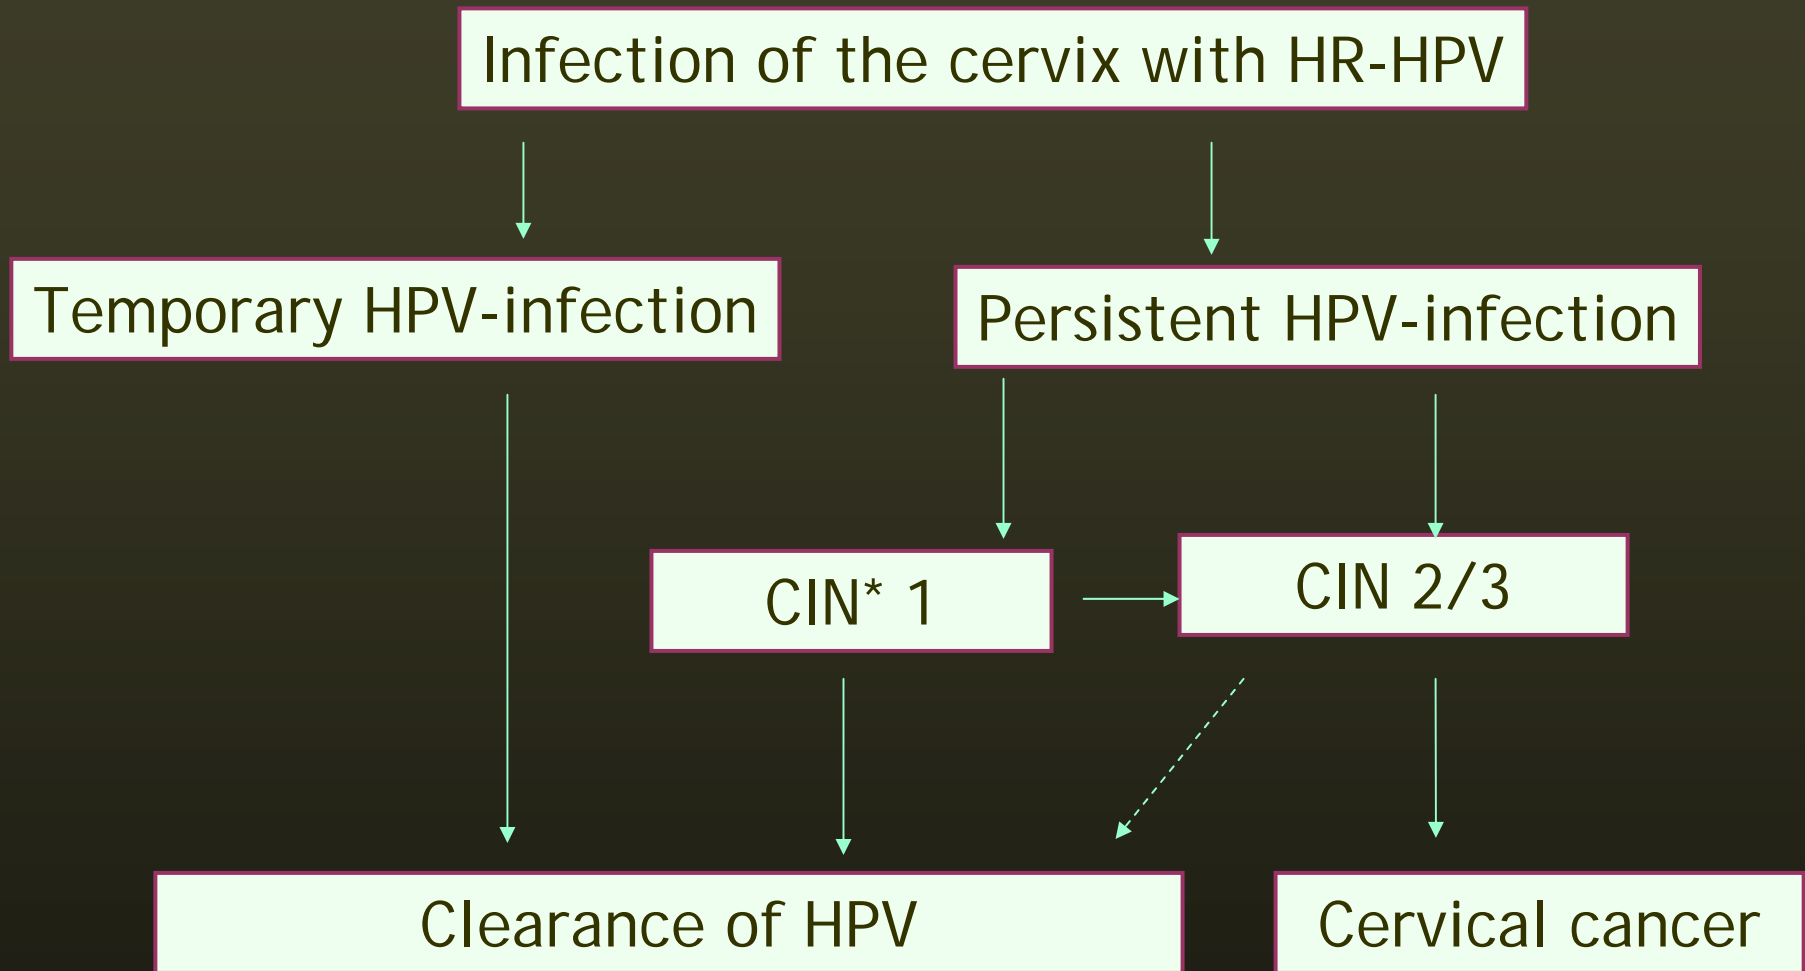 Infection of the cervix with HR-HPV
Temporary HPV-infection
Persistent HPV-infection
CIN* 1
CIN 2/3
Clearance of HPV
Cervical cancer